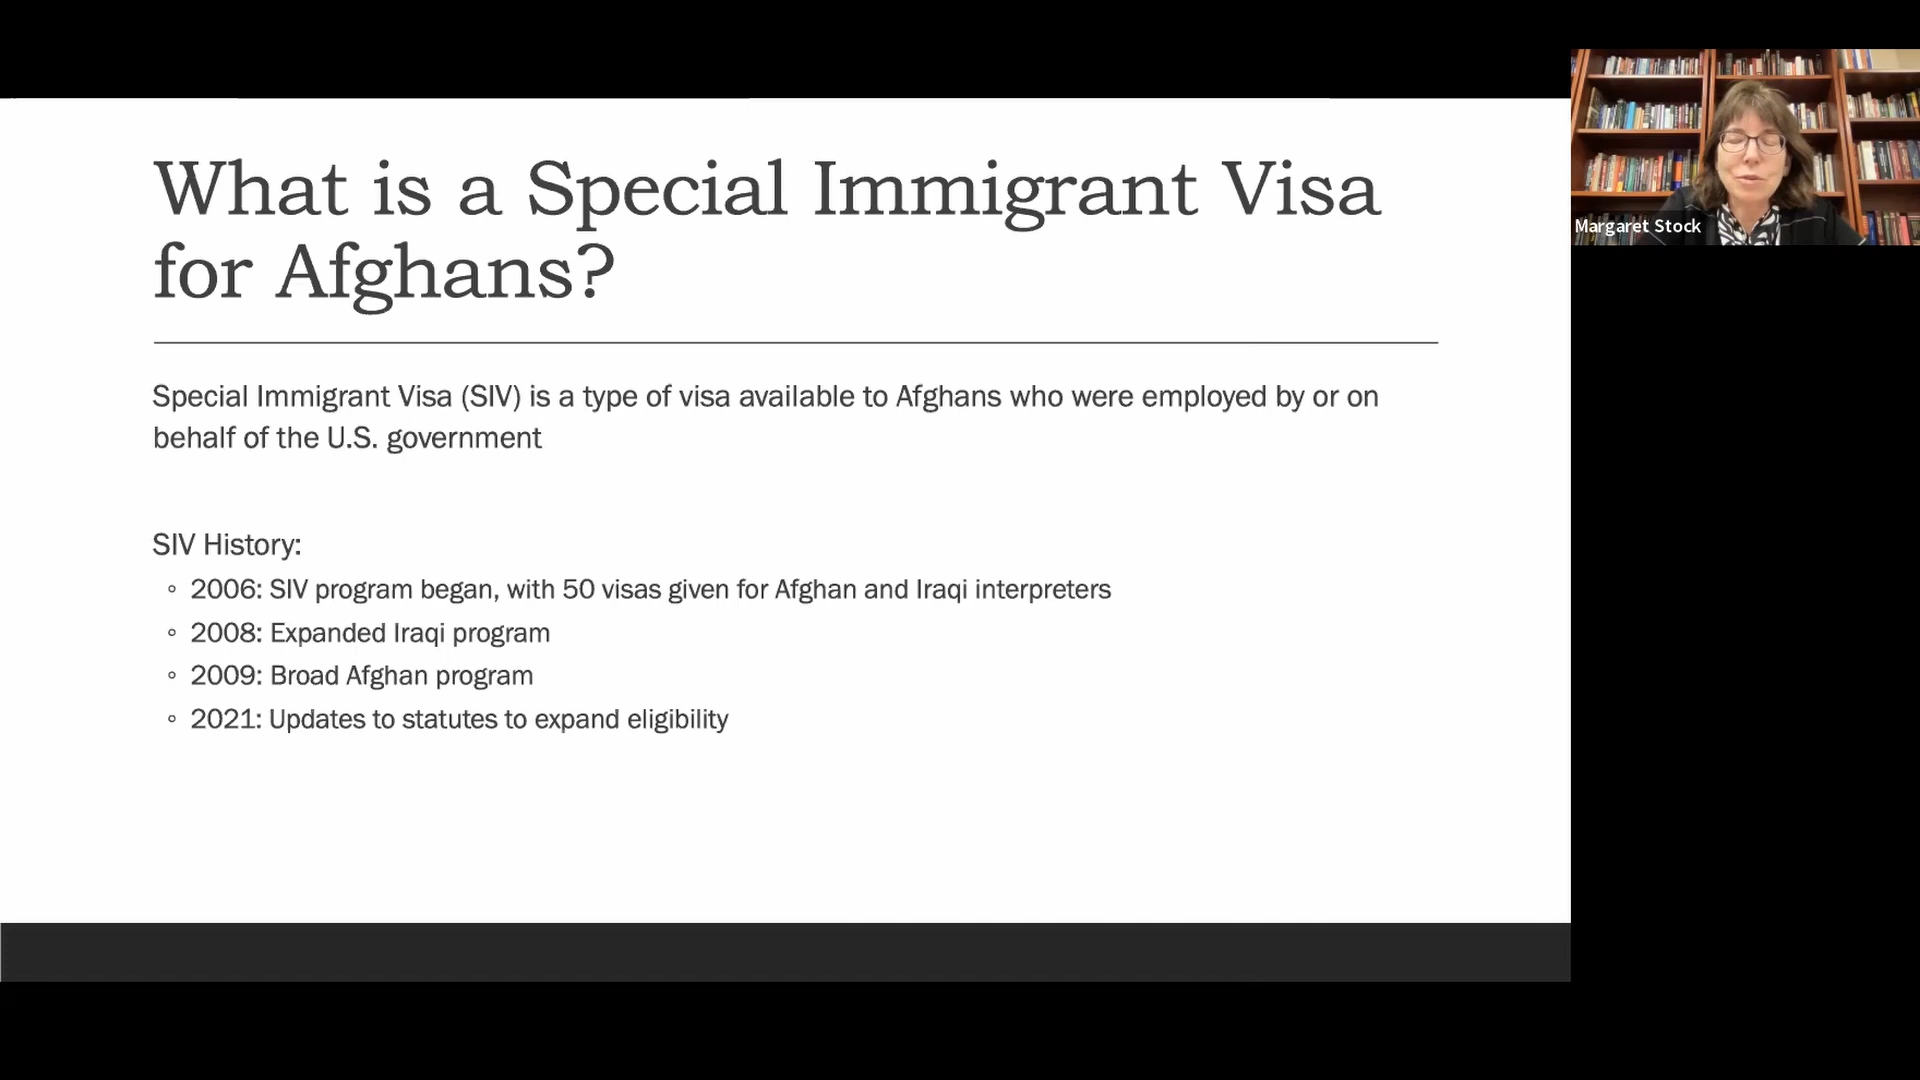 What is a Special Immigrant Visa
for Afghans?
Special Immigrant Visa (SIV) is a type of visa available to Afghans who were employed by or on
behalf of the U.S. government
SIV History:
◦ 2006: SIV program began, with 50 visas given for Afghan and Iraqi interpreters
◦ 2008: Expanded Iraqi program
◦ 2009: Broad Afghan program
◦ 2021: Updates to statutes to expand eligibility
Margaret Stock